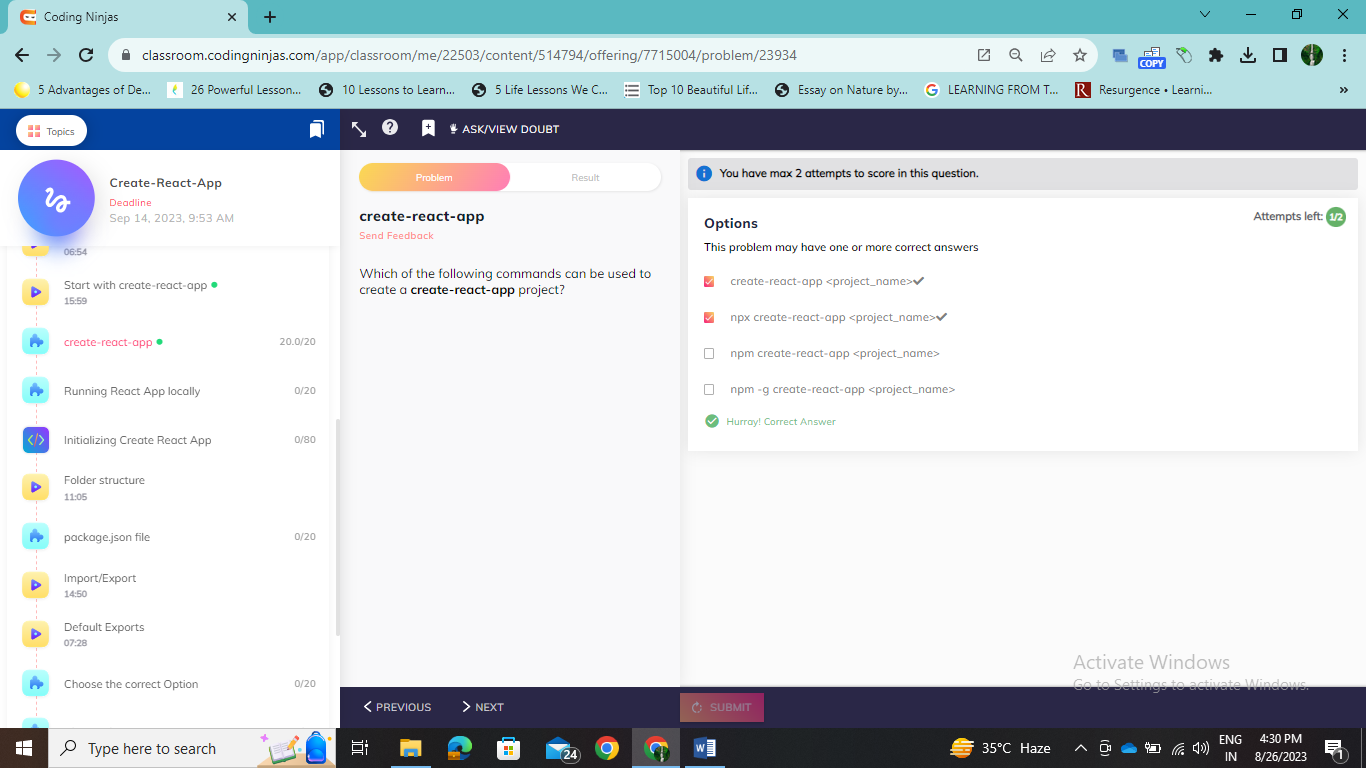 Coding Ninjas
classroom.codingninjas.com/app/classroom/me/22503/content/514794/offering/7715004/problem/23934
COPY
5 Advantages of De...
26 Powerful Lesson...
10 Lessons to Learn...
5 Life Lessons We C...
Top 10 Beautiful Lif...
Essay on Nature by...
LEARNING FROM T...
Resurgence • Learni...
Topics
ASK/VIEW DOUBT
Create-React-App
Deadline
Sep 14, 2023, 9:53 AM
06:54
Start with create-react-app
15:59
create-react-app
20.0/20
Running React App locally
0/20
Initializing Create React App
0/80
Folder structure
11:05
package.json file
0/20
Import/Export
14:50
Default Exports
07:28
Choose the correct Option
0/20
Problem
Result
create-react-app
Send Feedback
Which of the following commands can be used to
create a create-react-app project?
You have max 2 attempts to score in this question.
Options
Attempts left: 1/2
This problem may have one or more correct answers
create-react-app <project_name>
npx create-react-app <project_name>
npm create-react-app <project_name>
npm -g create-react-app <project_name>
Hurray! Correct Answer
Activate Windows
Go to Settings to activate Windows.
PREVIOUS
NEXT
SUBMIT
Type here to search
24
35°C Haze
ENG
IN
4:30 PM
8/26/2023
1